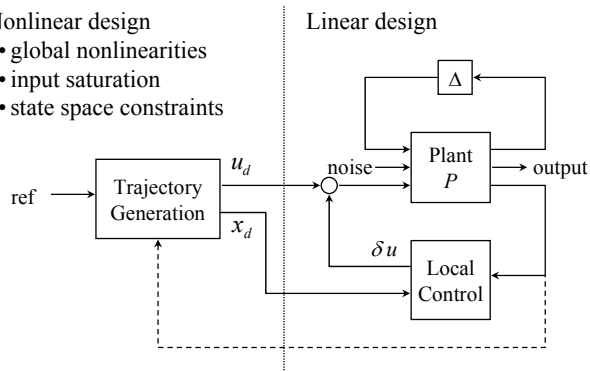 onlinear design
• global nonlinearities
• input saturation
• state space constraints
Linear design
Δ
noise
Plant
P
output
ref
Trajectory
Generation
u_d
x_d
δu
Local
Control